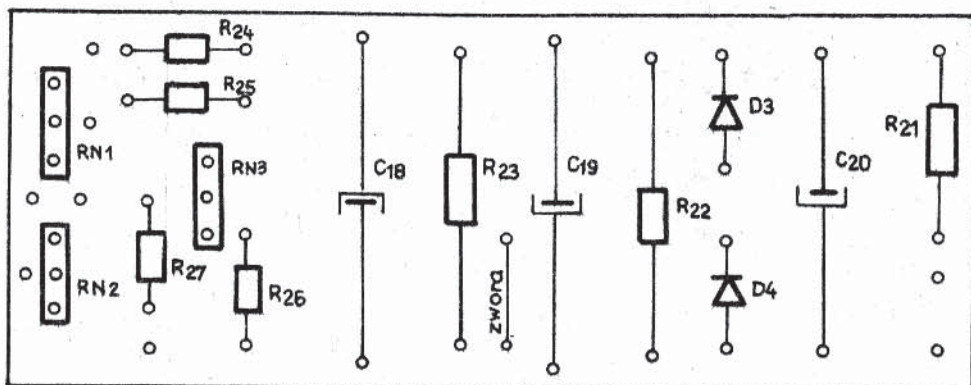 R24
R25
RN1
RN3
C18
R23
C19
R22
D3
C20
R21
RN2
R27
R26
zwora
D4